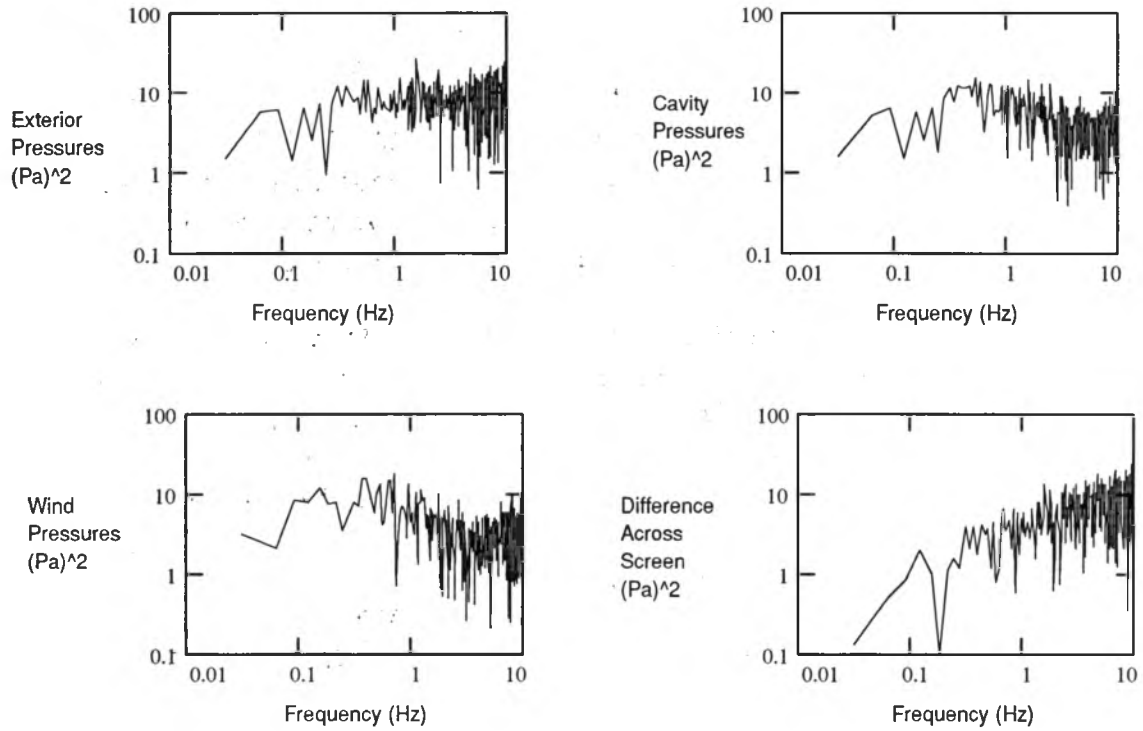 Exterior
Pressures
(Pa)^2
100
10
1
0.1
0.01 0.1 1 10
Frequency (Hz)
Cavity
Pressures
(Pa)^2
100
10
1
0.1
0.01 0.1 1 10
Frequency (Hz)
Wind
Pressures
(Pa)^2
100
10
1
0.1
0.01 0.1 1 10
Frequency (Hz)
Difference
Across
Screen
(Pa)^2
100
10
1
0.1
0.01 0.1 1 10
Frequency (Hz)